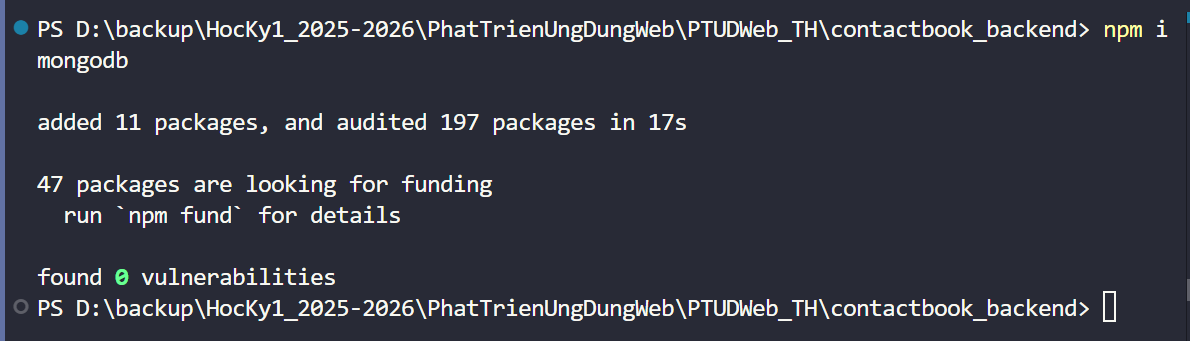 PS D:\backup\HocKy1_2025-2026\PhatTrienUngDungWeb\PTUDWeb_TH\contactbook_backend> npm i
mongodb
added 11 packages, and audited 197 packages in 17s
47 packages are looking for funding
  run `npm fund` for details
found 0 vulnerabilities
PS D:\backup\HocKy1_2025-2026\PhatTrienUngDungWeb\PTUDWeb_TH\contactbook_backend>